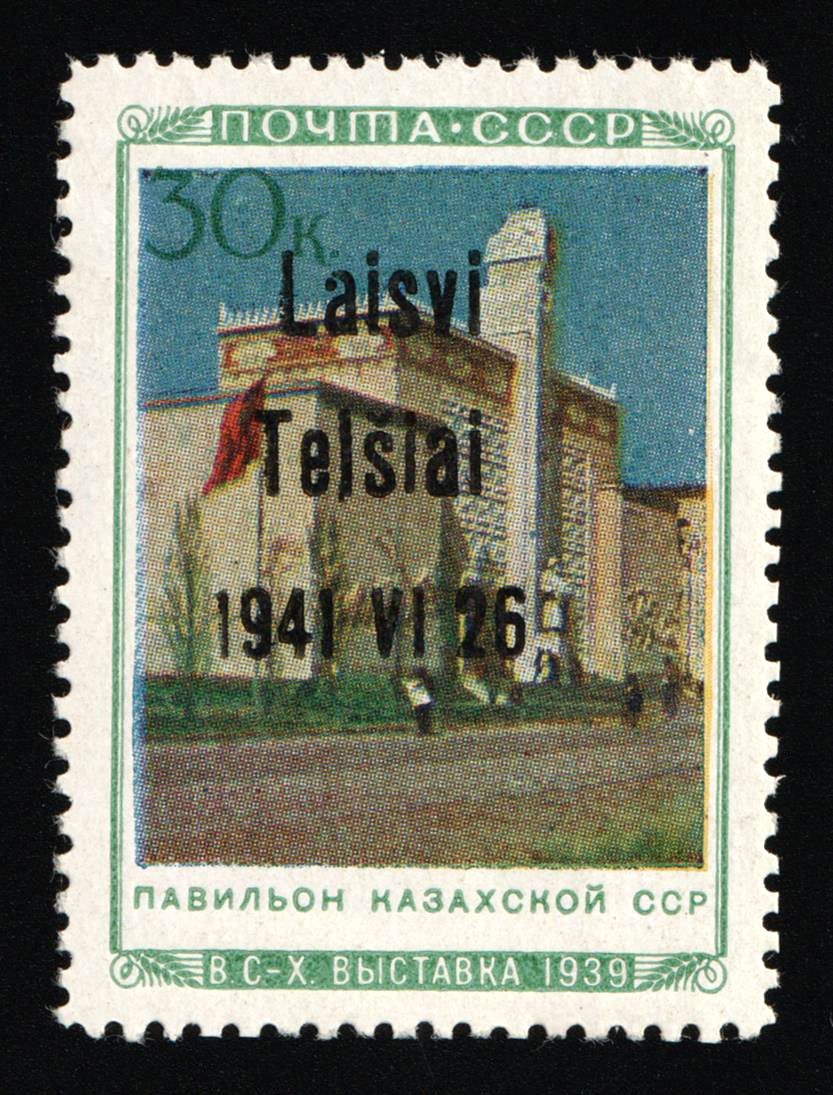 ПОЧТА·СССР
30к.
Laisvi
Telšiai
1941 VI 26
ПАВИЛЬОН КАЗАХСКОЙ ССР
В.С-Х. ВЫСТАВКА 1939